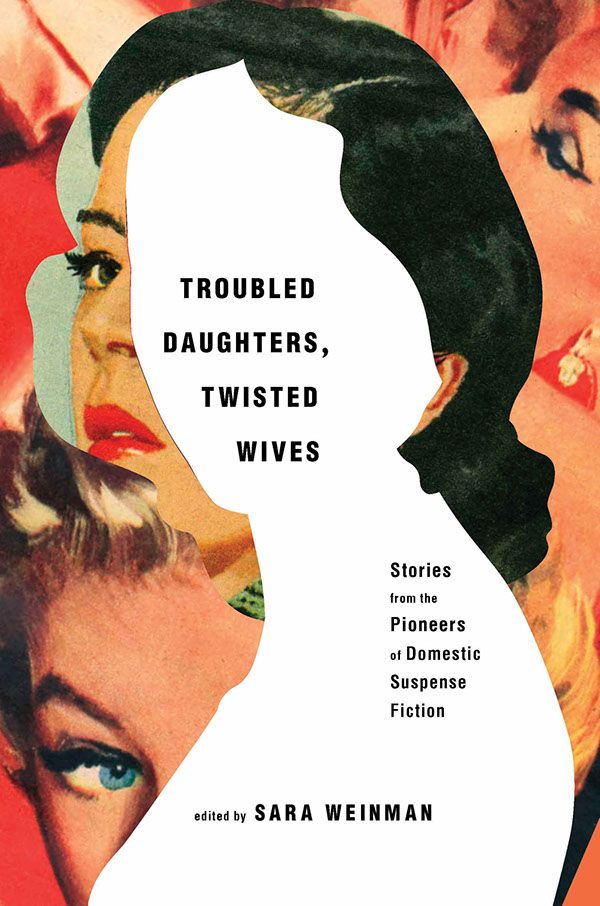 TROUBLED
DAUGHTERS,
TWISTED
WIVES
Stories
from the
Pioneers
of Domestic
Suspense
Fiction
edited by SARA WEINMAN